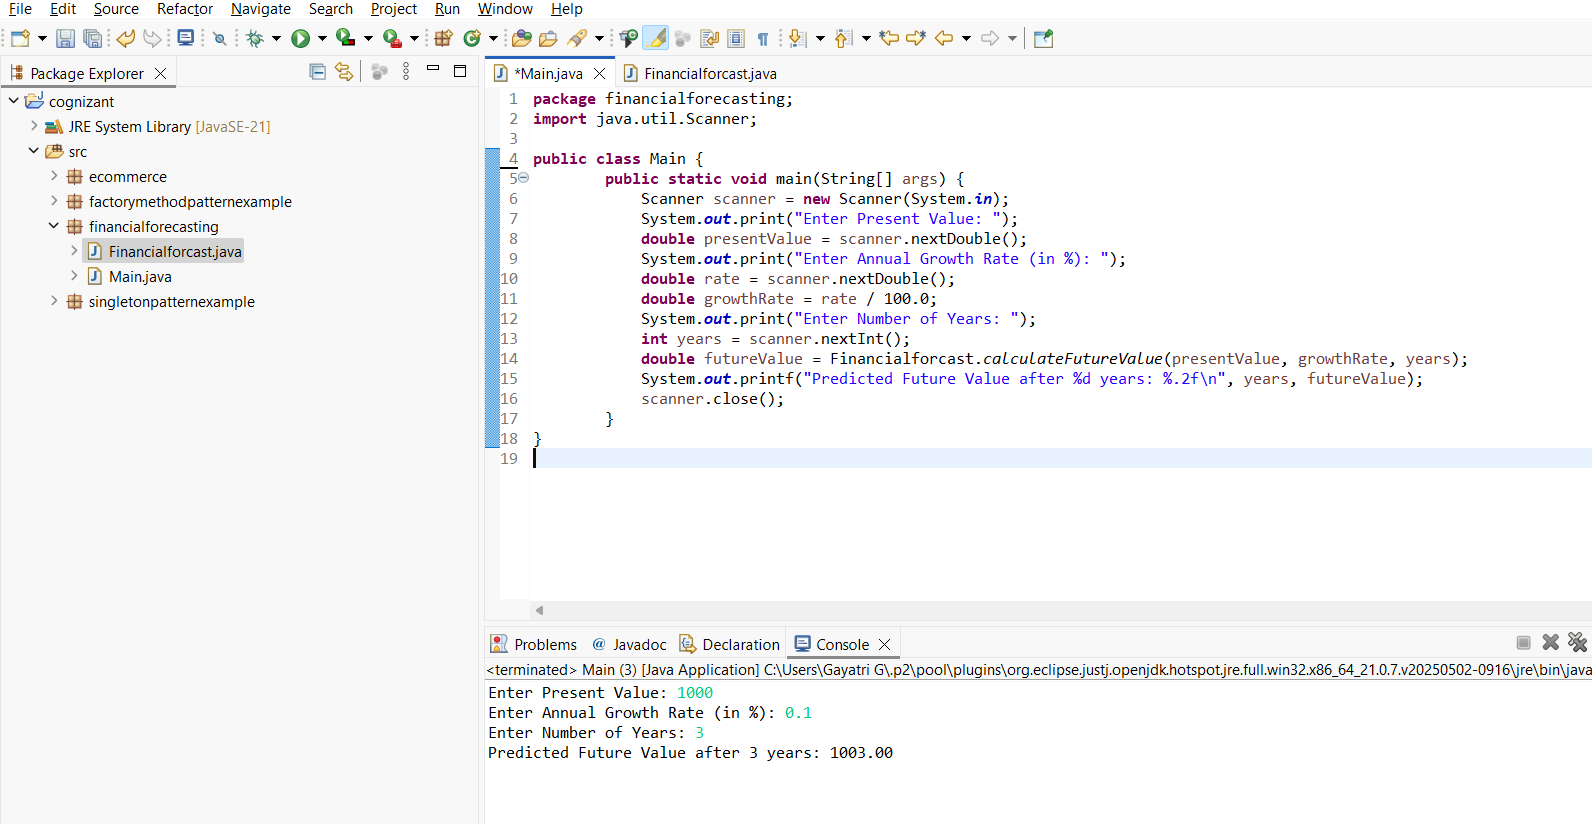 File Edit Source Refactor Navigate Search Project Run Window Help
Package Explorer
cognizant
JRE System Library [JavaSE-21]
src
ecommerce
factorymethodpatternexample
financialforecasting
Financialforcast.java
Main.java
singletonpatternexample
*Main.java Financialforcast.java
1 package financialforecasting;
2 import java.util.Scanner;
3
4 public class Main {
5 public static void main(String[] args) {
6 Scanner scanner = new Scanner(System.in);
7 System.out.print("Enter Present Value: ");
8 double presentValue = scanner.nextDouble();
9 System.out.print("Enter Annual Growth Rate (in %): ");
10 double rate = scanner.nextDouble();
11 double growthRate = rate / 100.0;
12 System.out.print("Enter Number of Years: ");
13 int years = scanner.nextInt();
14 double futureValue = Financialforcast.calculateFutureValue(presentValue, growthRate, years);
15 System.out.printf("Predicted Future Value after %d years: %.2f\n", years, futureValue);
16 scanner.close();
17 }
18 }
19
Problems Javadoc Declaration Console
<terminated> Main (3) [Java Application] C:\Users\Gayatri G\.p2\pool\plugins\org.eclipse.justj.openjdk.hotspot.jre.full.win32.x86_64_21.0.7.v20250502-0916\jre\bin\java
Enter Present Value: 1000
Enter Annual Growth Rate (in %): 0.1
Enter Number of Years: 3
Predicted Future Value after 3 years: 1003.00